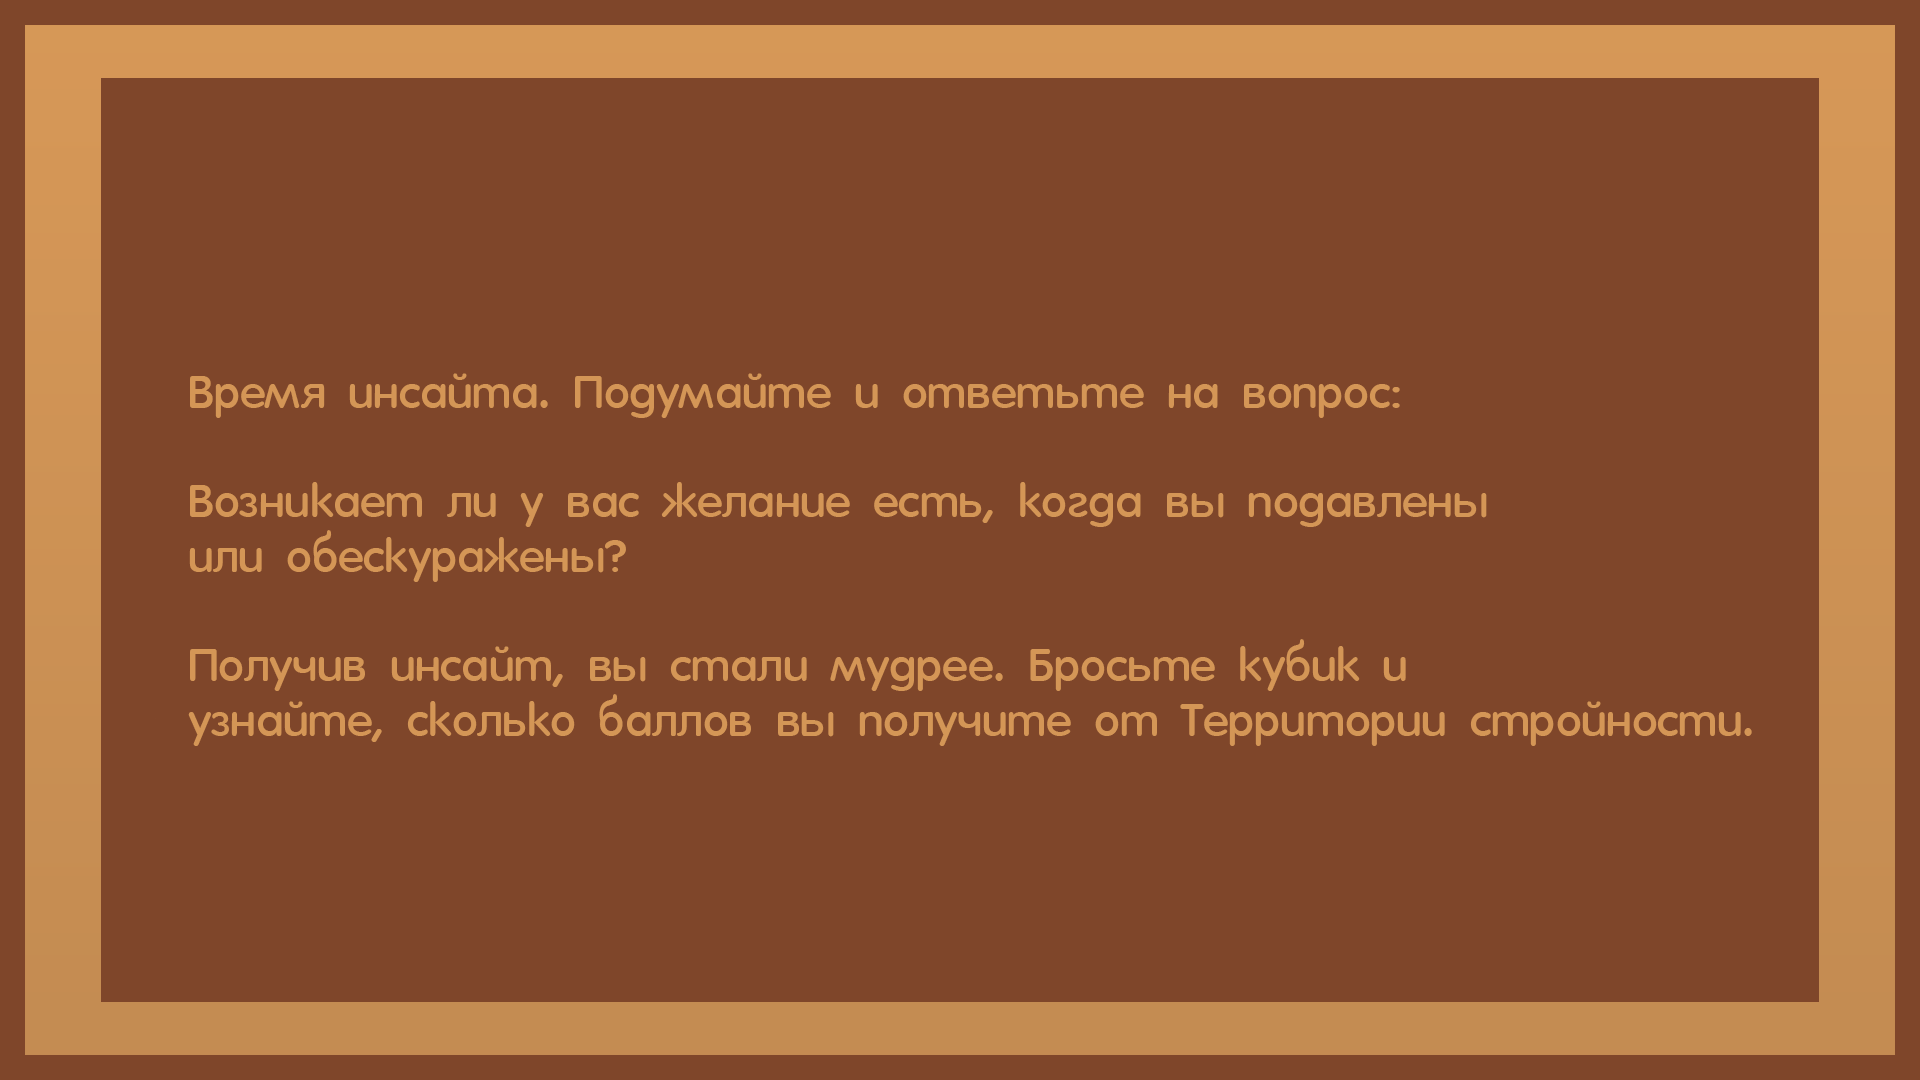 Время инсайта. Подумайте и ответьте на вопрос:
Возникает ли у вас желание есть, когда вы подавлены
или обескуражены?
Получив инсайт, вы стали мудрее. Бросьте кубик и
узнайте, сколько баллов вы получите от Территории стройности.